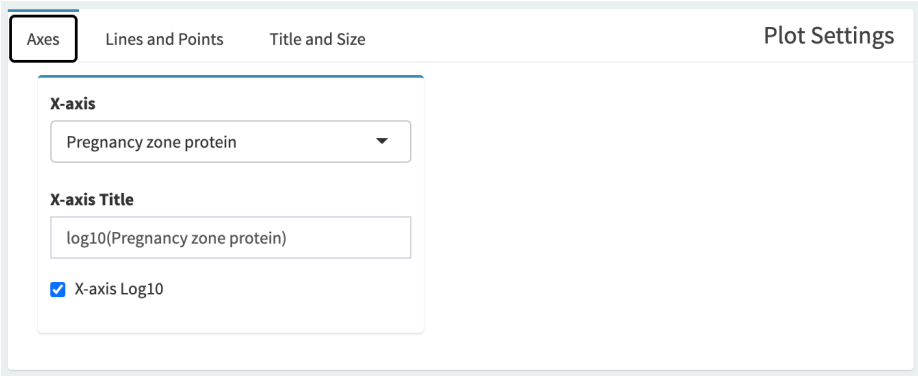 Axes
Lines and Points
Title and Size
Plot Settings
X-axis
Pregnancy zone protein
X-axis Title
log10(Pregnancy zone protein)
X-axis Log10